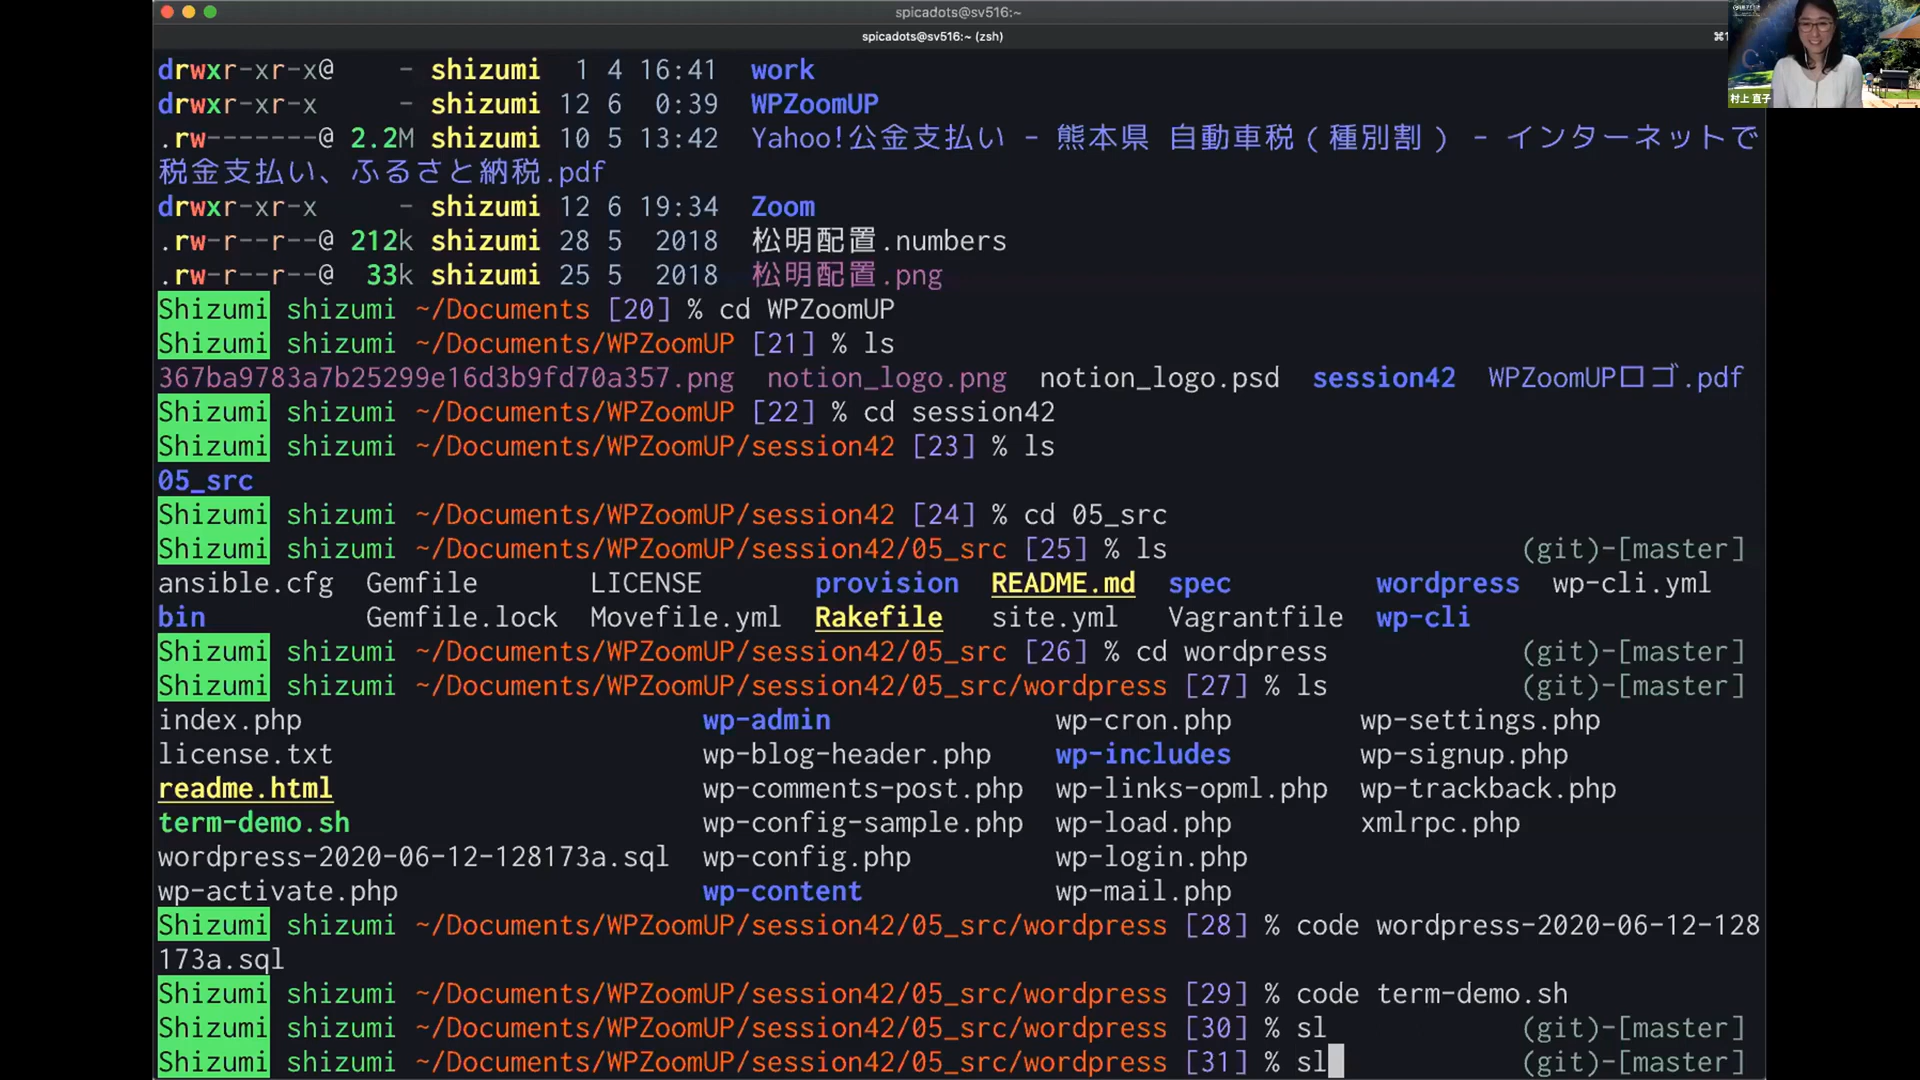 spicadots@sv516:~
spicadots@sv516:~ (zsh)
⌘1
村上 直子
drwxr-xr-x@ - shizumi 1 4 16:41 work
drwxr-xr-x - shizumi 12 6 0:39 WPZoomUP
.rw-------@ 2.2M shizumi 10 5 13:42 Yahoo!公金支払い - 熊本県 自動車税(種別割) - インターネットで
税金支払い、ふるさと納税.pdf
drwxr-xr-x - shizumi 12 6 19:34 Zoom
.rw-r--r--@ 212k shizumi 28 5 2018 松明配置.numbers
.rw-r--r--@ 33k shizumi 25 5 2018 松明配置.png
Shizumi shizumi ~/Documents [20] % cd WPZoomUP
Shizumi shizumi ~/Documents/WPZoomUP [21] % ls
367ba9783a7b25299e16d3b9fd70a357.png notion_logo.png notion_logo.psd session42 WPZoomUPロゴ.pdf
Shizumi shizumi ~/Documents/WPZoomUP [22] % cd session42
Shizumi shizumi ~/Documents/WPZoomUP/session42 [23] % ls
05_src
Shizumi shizumi ~/Documents/WPZoomUP/session42 [24] % cd 05_src
Shizumi shizumi ~/Documents/WPZoomUP/session42/05_src [25] % ls (git)-[master]
ansible.cfg Gemfile LICENSE provision README.md spec wordpress wp-cli.yml
bin Gemfile.lock Movefile.yml Rakefile site.yml Vagrantfile wp-cli
Shizumi shizumi ~/Documents/WPZoomUP/session42/05_src [26] % cd wordpress (git)-[master]
Shizumi shizumi ~/Documents/WPZoomUP/session42/05_src/wordpress [27] % ls (git)-[master]
index.php wp-admin wp-cron.php wp-settings.php
license.txt wp-blog-header.php wp-includes wp-signup.php
readme.html wp-comments-post.php wp-links-opml.php wp-trackback.php
term-demo.sh wp-config-sample.php wp-load.php xmlrpc.php
wordpress-2020-06-12-128173a.sql wp-config.php wp-login.php
wp-activate.php wp-content wp-mail.php
Shizumi shizumi ~/Documents/WPZoomUP/session42/05_src/wordpress [28] % code wordpress-2020-06-12-128
173a.sql
Shizumi shizumi ~/Documents/WPZoomUP/session42/05_src/wordpress [29] % code term-demo.sh
Shizumi shizumi ~/Documents/WPZoomUP/session42/05_src/wordpress [30] % sl (git)-[master]
Shizumi shizumi ~/Documents/WPZoomUP/session42/05_src/wordpress [31] % sl (git)-[master]